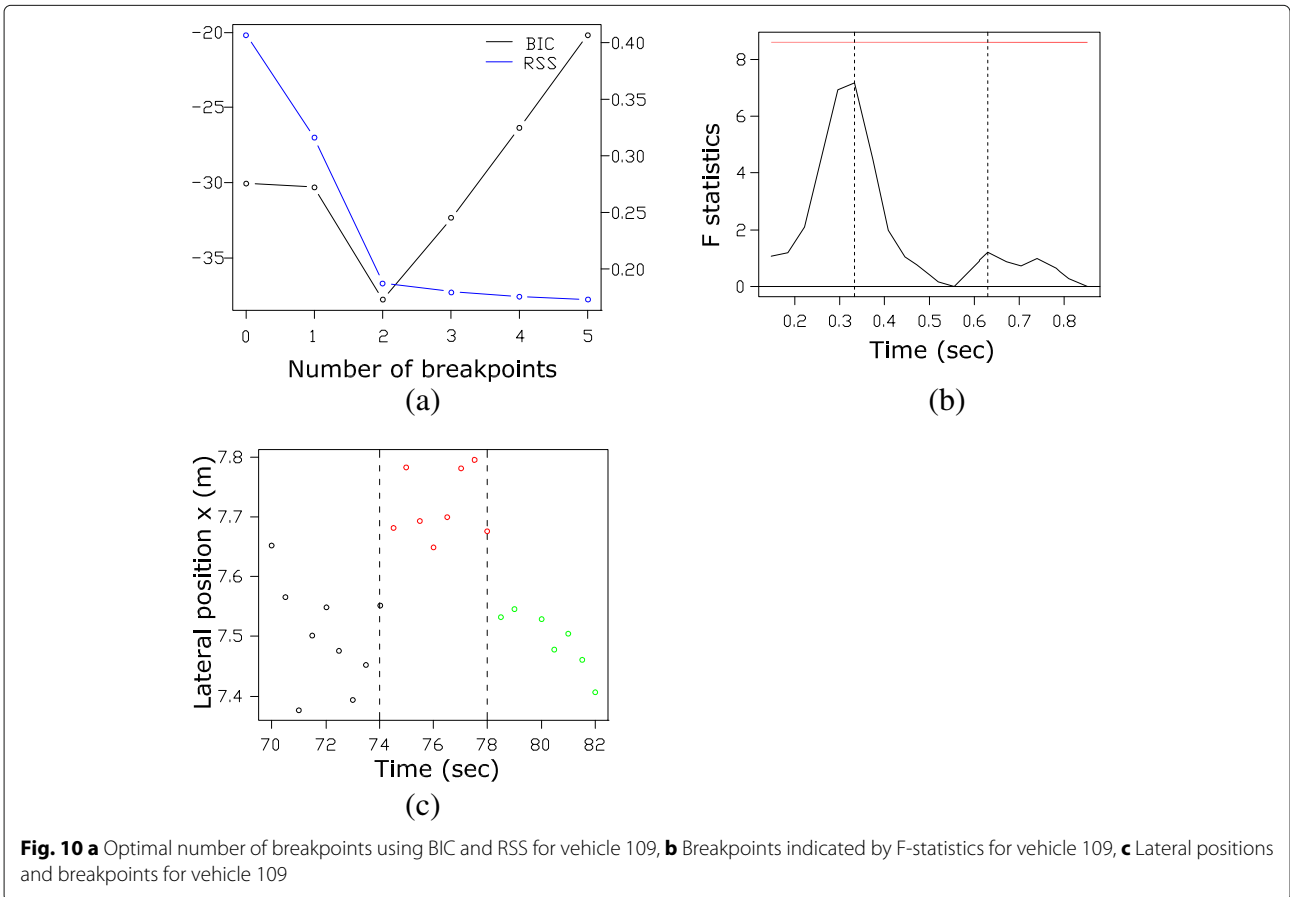 -20
-25
-30
-35
BIC
RSS
0.40
0.35
0.30
0.25
0.20
0 1 2 3 4 5
Number of breakpoints
(a)
F statistics
8
6
4
2
0
0.2 0.3 0.4 0.5 0.6 0.7 0.8
Time (sec)
(b)
Lateral position x (m)
7.8
7.7
7.6
7.5
7.4
70 72 74 76 78 80 82
Time (sec)
(c)
Fig. 10 a Optimal number of breakpoints using BIC and RSS for vehicle 109, b Breakpoints indicated by F-statistics for vehicle 109, c Lateral positions
and breakpoints for vehicle 109